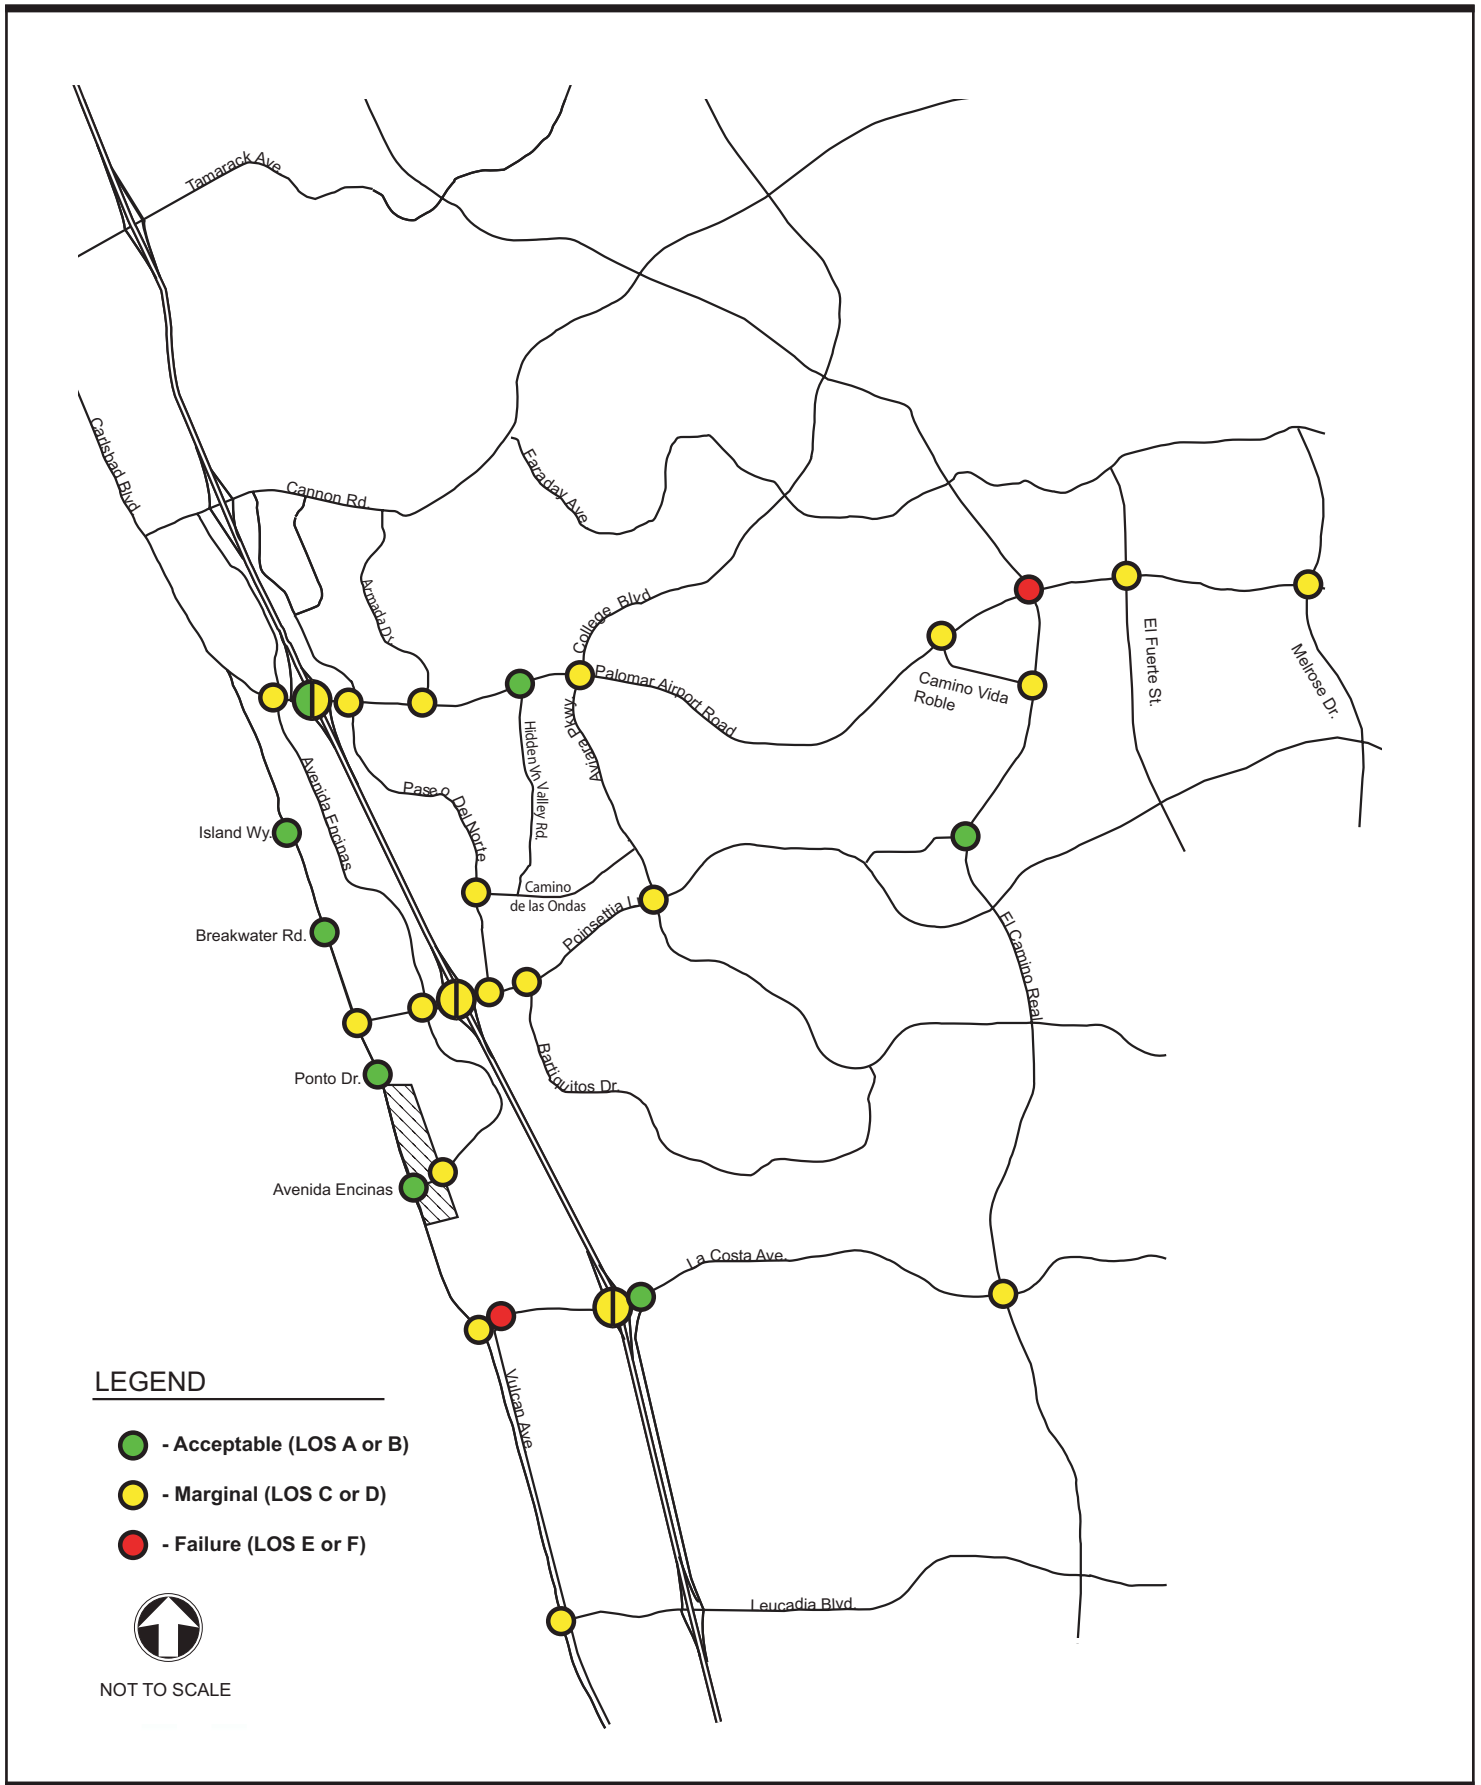 Tamarack Ave
Carlsbad Blvd.
Cannon Rd.
Faraday Ave
Armada Dr.
College Blvd
El Fuerte St.
Melrose Dr.
Palomar Airport Road
Camino Vida
Roble
Aviara Pkwy
Hidden Vn Valley Rd.
Avenida Encinas
Paseo Del Norte
Island Wy.
Camino
de las Ondas
Poinsettia
El Camino Real
Breakwater Rd.
Batiquitos Dr.
Ponto Dr.
Avenida Encinas
La Costa Ave.
Vulcan Ave
LEGEND
- Acceptable (LOS A or B)
- Marginal (LOS C or D)
- Failure (LOS E or F)
Leucadia Blvd.
NOT TO SCALE